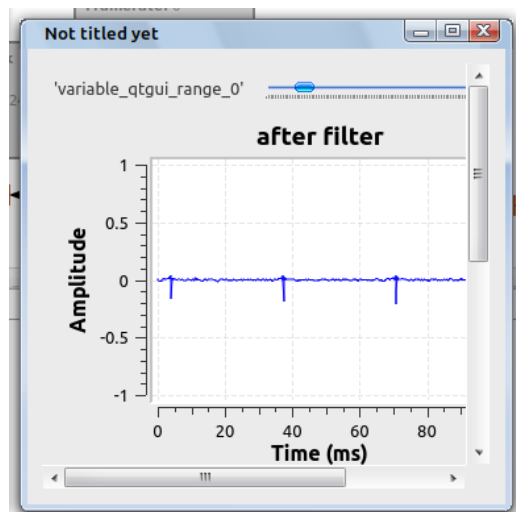 Not titled yet
24
'variable_qtgui_range_0'
after filter
1
0.5
0
-0.5
-1
Amplitude
0 20 40 60 80
Time (ms)